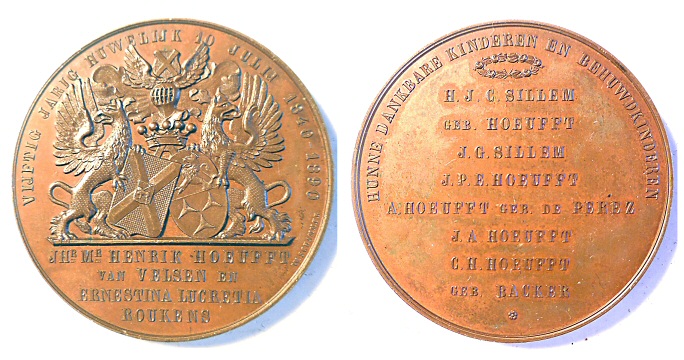 VIJFTIG JARIG HUWELIJK 10 JULIJ 1840 1890
JHR MR HENRIK HOEUFFT
VAN VELSEN EN
ERNESTINA LUCRETIA
ROUKENS
HUNNE DANKBARE KINDEREN EN BEHUWDKINDEREN
H. J. C. SILLEM
GEB. HOEUFFT
J. G. SILLEM
J. P. E. HOEUFFT
A. HOEUFFT GEB. DE PEREZ
J. A HOEUFFT
C. H. HOEUFFT
GEB BACKER